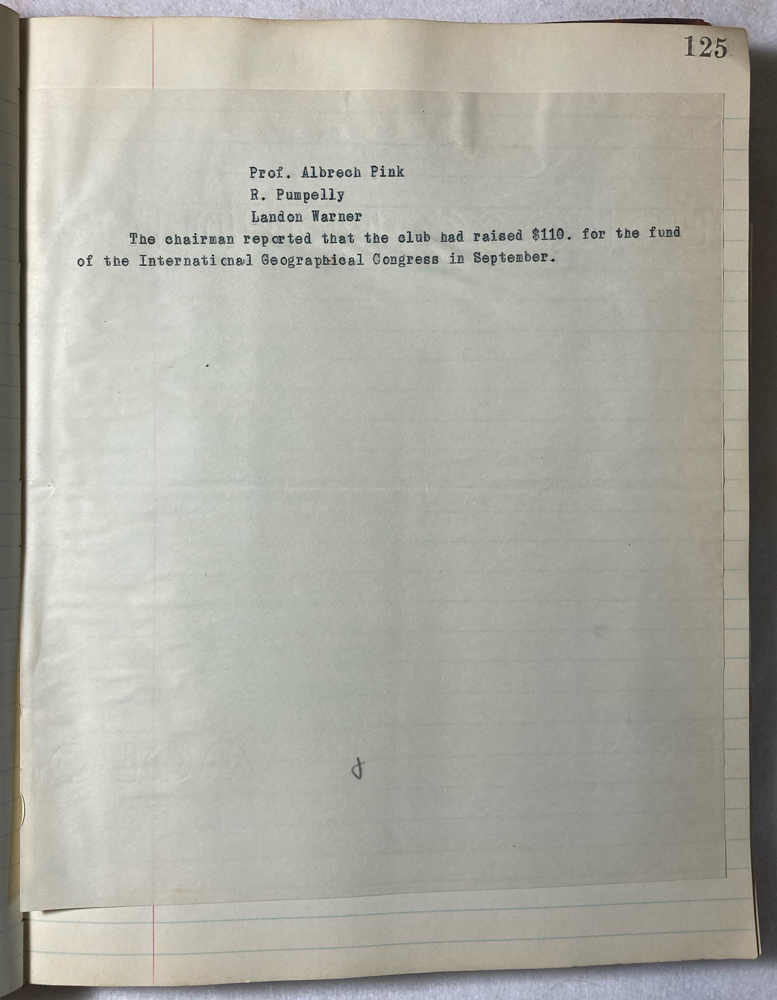 125
Prof. Albrech Pink
R. Pumpelly
Landon Warner
The chairman reported that the club had raised $110. for the fund
of the International Geographical Congress in September.